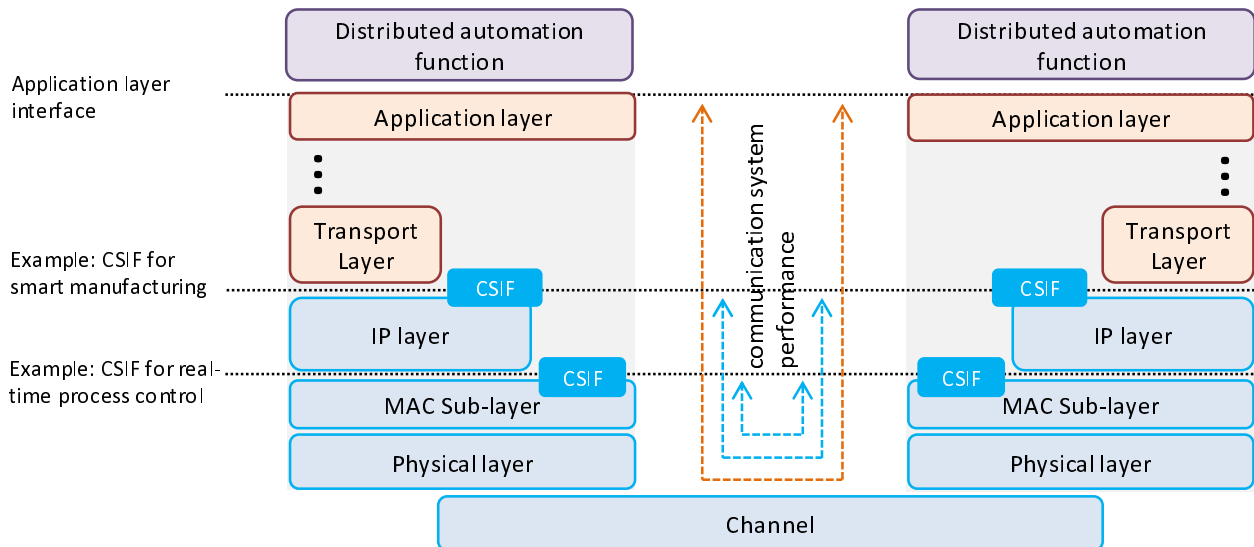 Distributed automation
function
Distributed automation
function
Application layer
interface
Application layer
Application layer
communication system
performance
Transport
Layer
Transport
Layer
Example: CSIF for
smart manufacturing
CSIF
CSIF
IP layer
IP layer
Example: CSIF for real-
time process control
CSIF
CSIF
MAC Sub-layer
MAC Sub-layer
Physical layer
Physical layer
Channel